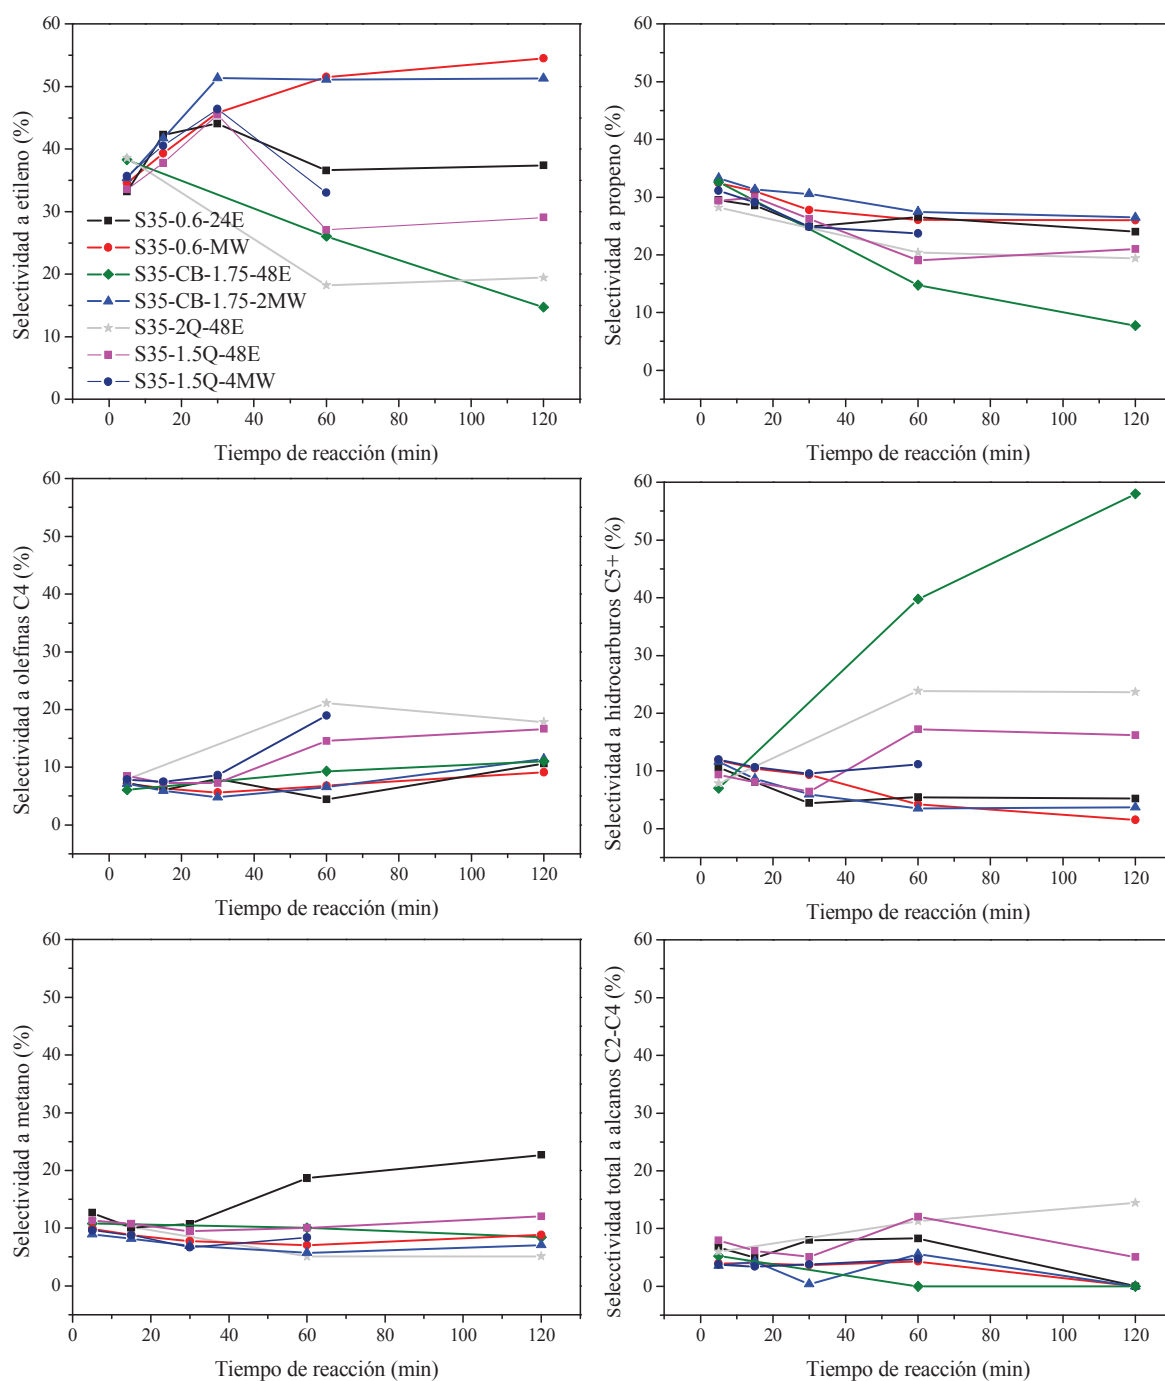 Selectividad a etileno (%)
60
50
40
30
20
10
0
S35-0.6-24E
S35-0.6-MW
S35-CB-1.75-48E
S35-CB-1.75-2MW
S35-2Q-48E
S35-1.5Q-48E
S35-1.5Q-4MW
0 20 40 60 80 100 120
Tiempo de reacción (min)
Selectividad a propeno (%)
60
50
40
30
20
10
0
0 20 40 60 80 100 120
Tiempo de reacción (min)
Selectividad a olefinas C4 (%)
60
50
40
30
20
10
0
0 20 40 60 80 100 120
Tiempo de reacción (min)
Selectividad a hidrocarburos C5+ (%)
60
50
40
30
20
10
0
0 20 40 60 80 100 120
Tiempo de reacción (min)
Selectividad a metano (%)
60
50
40
30
20
10
0
0 20 40 60 80 100 120
Tiempo de reacción (min)
Selecctividad total a alcanos C2-C4 (%)
60
50
40
30
20
10
0
0 20 40 60 80 100 120
Tiempo de reacción (min)